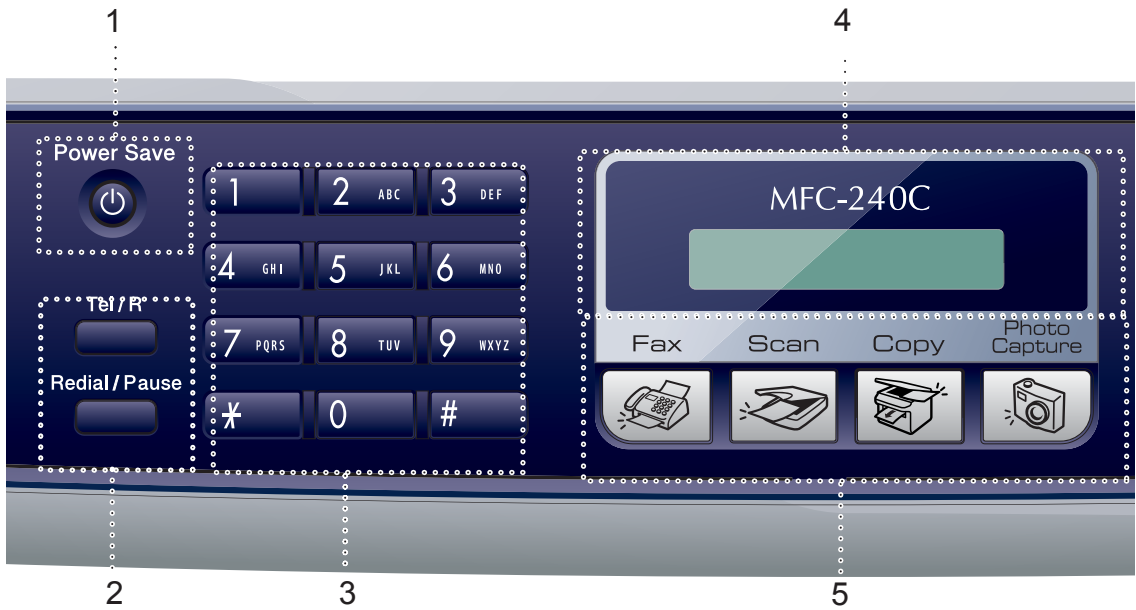 1
4
Power Save
1 2 ABC 3 DEF
MFC-240C
4 GHI 5 JKL 6 MNO
Tel / R
7 PQRS 8 TUV 9 WXYZ
Fax Scan Copy Photo Capture
Redial / Pause
* 0 #
2
3
5